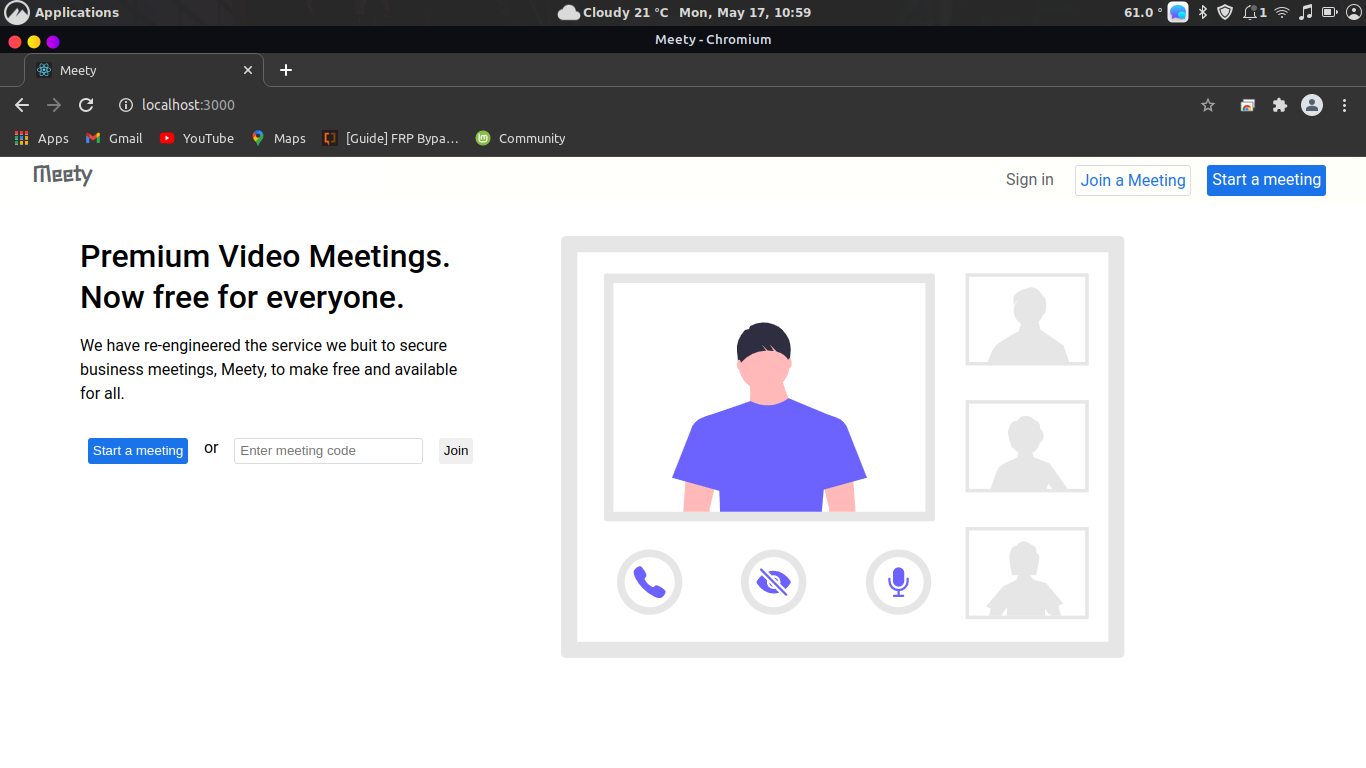 Applications
Cloudy 21 °C Mon, May 17, 10:59
61.0 °
1
Meety - Chromium
Meety
localhost:3000
Apps
Gmail
YouTube
Maps
[Guide] FRP Bypa...
Community
Meety
Sign in
Join a Meeting
Start a meeting
Premium Video Meetings.
Now free for everyone.
We have re-engineered the service we buit to secure
business meetings, Meety, to make free and available
for all.
Start a meeting
or
Enter meeting code
Join